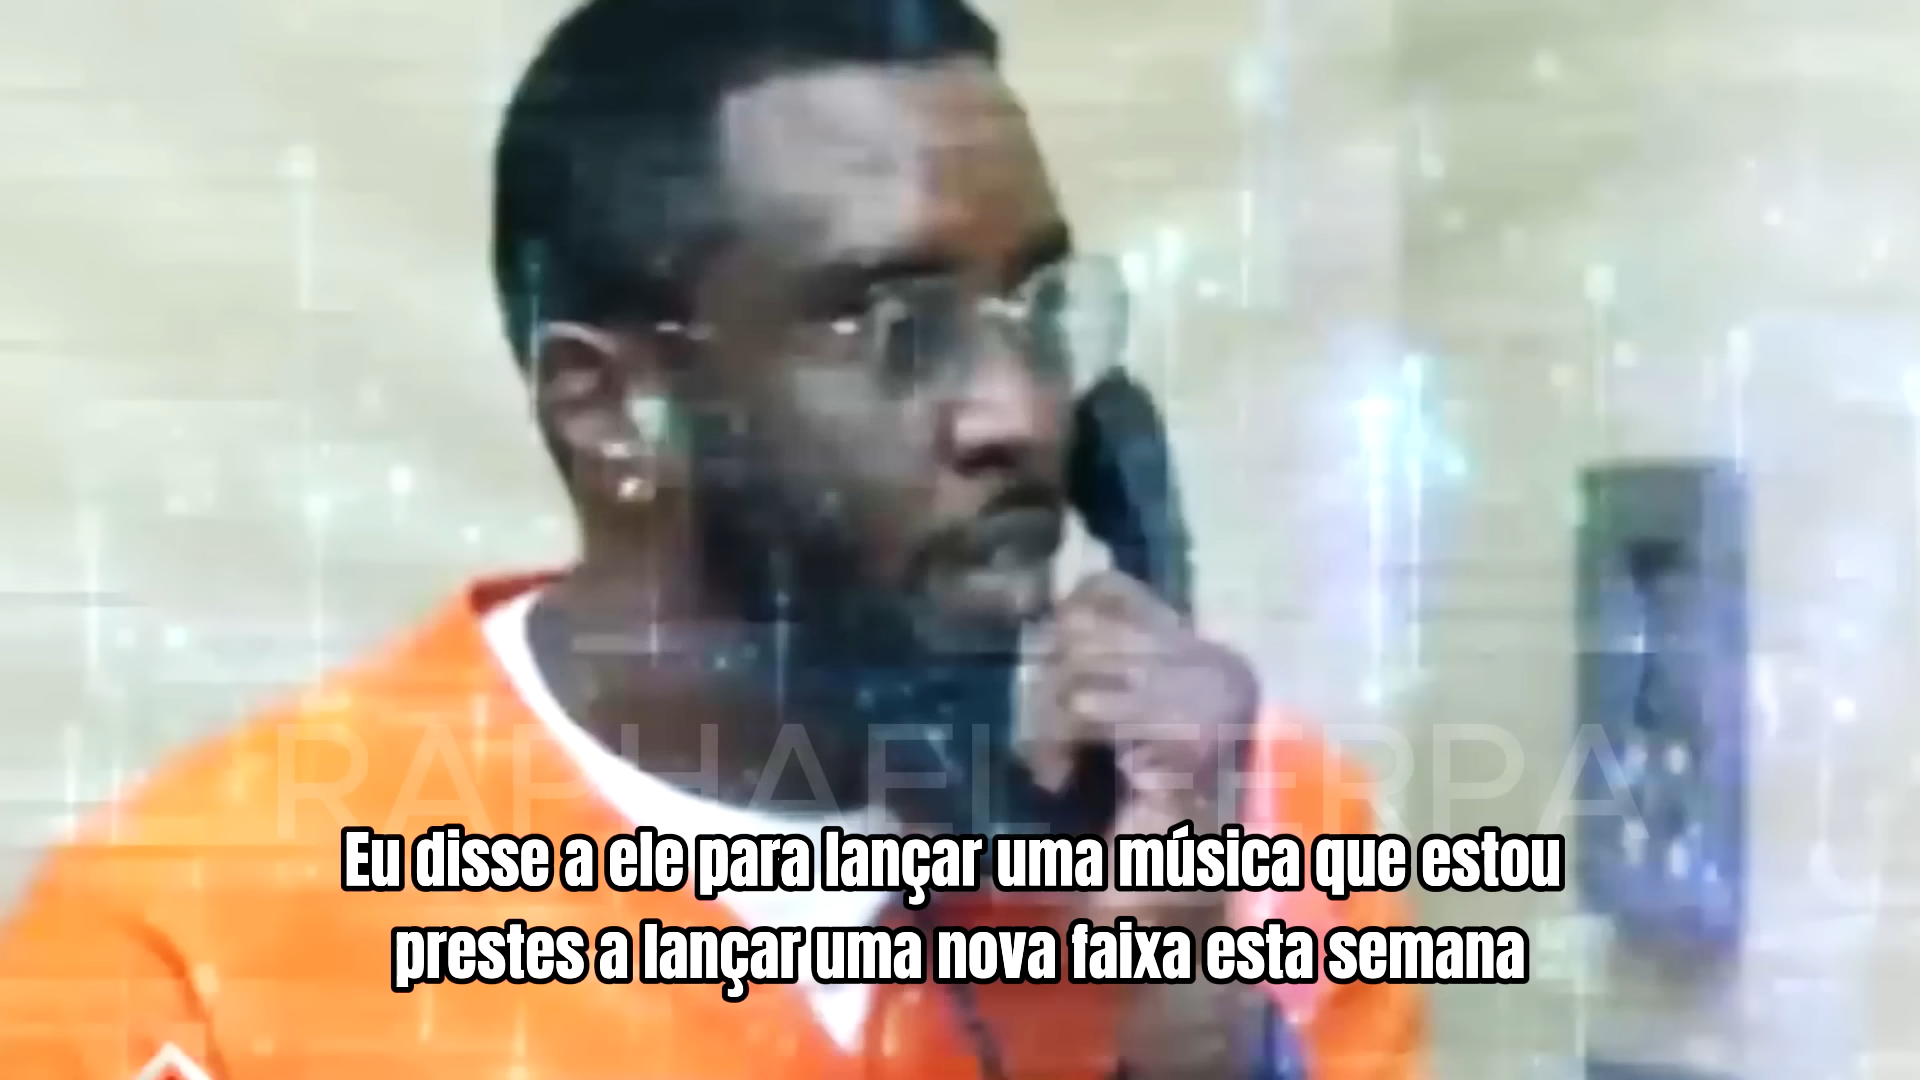 RAPHAEL FERPA
Eu disse a ele para lançar uma música que estou
prestes a lançar uma nova faixa esta semana